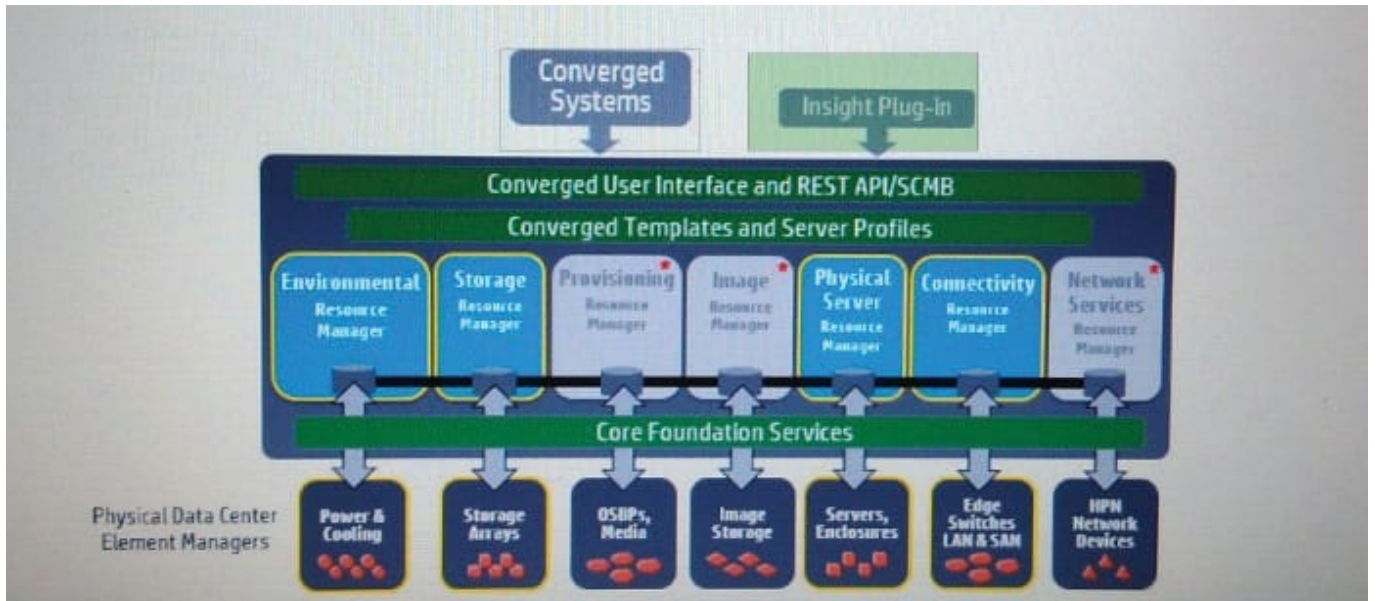 Converged
Systems
Insight Plug-in
Converged User Interface and REST API/SCMB
Converged Templates and Server Profiles
Environmental
Resource
Manager
Storage
Resource
Manager
Provisioning
Resource
Manager
Image
Resource
Manager
Physical
Server
Resource
Manager
Connectivity
Resource
Manager
Network
Services
Resource
Manager
Core Foundation Services
Physical Data Center
Element Managers
Power &
Cooling
Storage
Arrays
OSBPs,
Media
Image
Storage
Servers,
Enclosures
Edge
Switches
LAN & SAN
HPN
Network
Devices